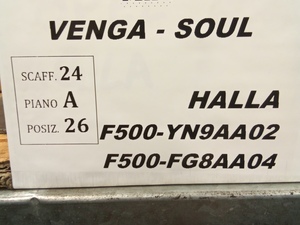 VENGA - SOUL
SCAFF. 24
PIANO A
POSIZ. 26
HALLA
F500-YN9AA02
F500-FG8AA04